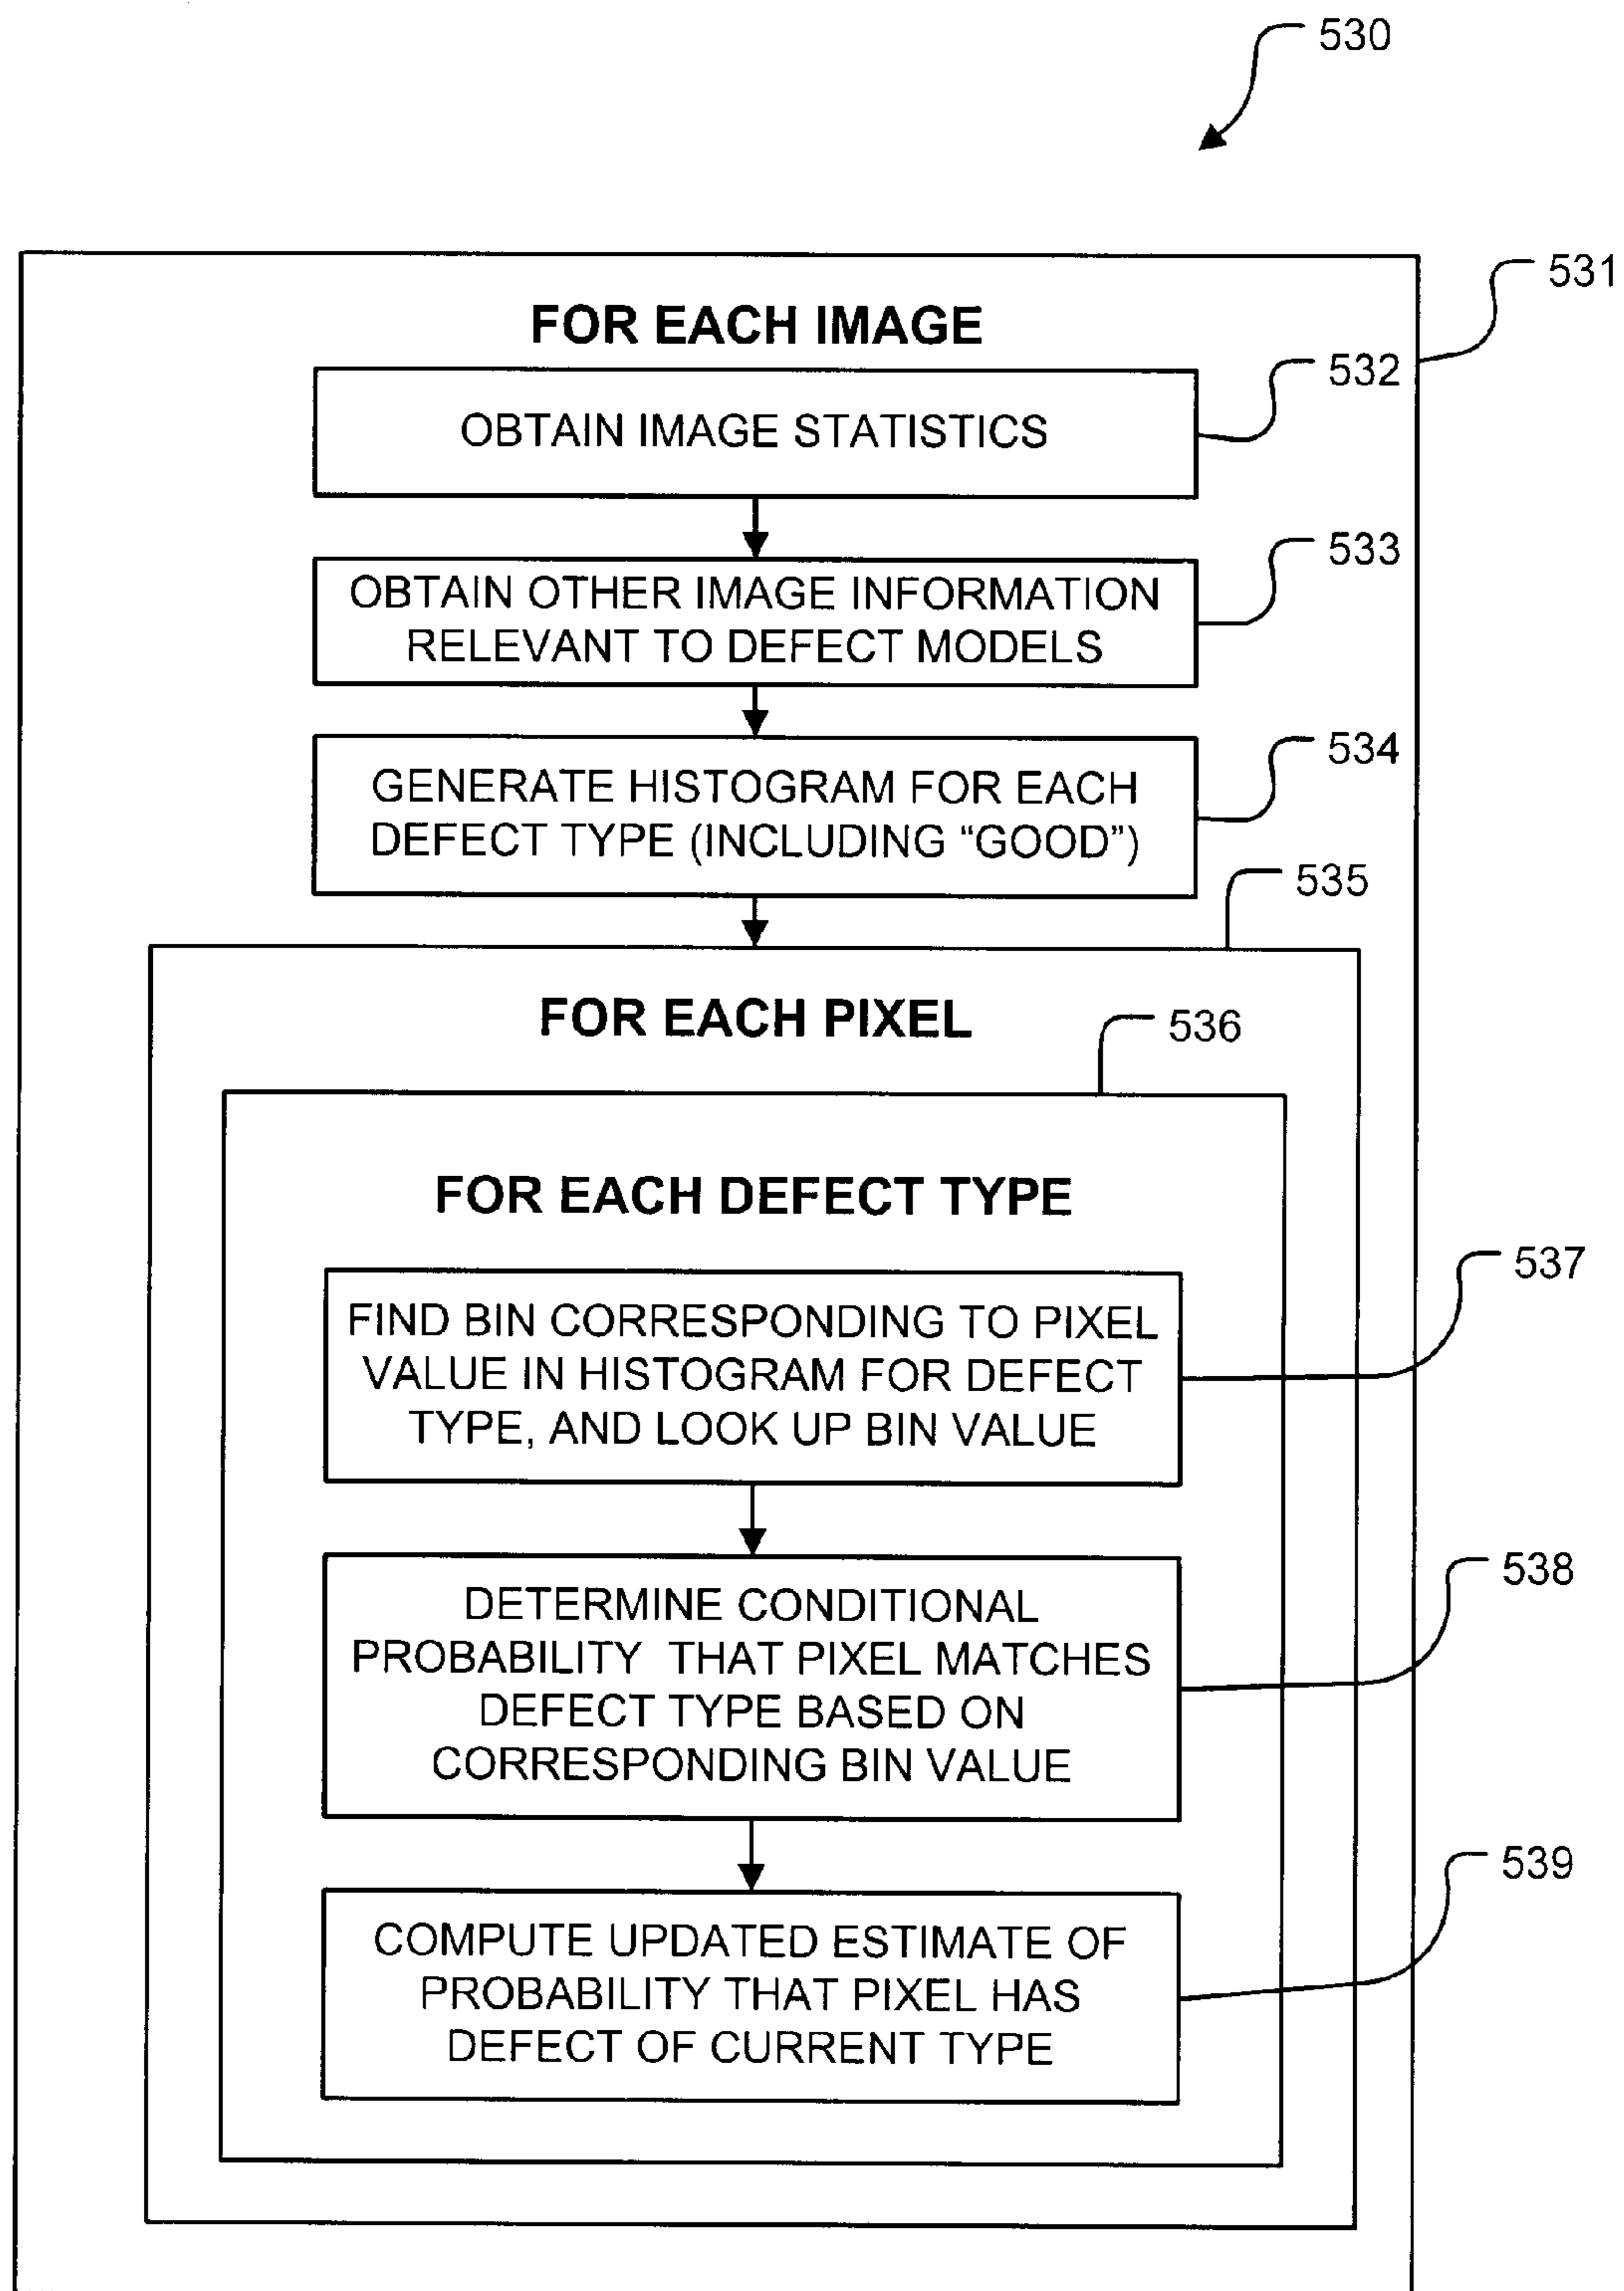 530
531
FOR EACH IMAGE
532
OBTAIN IMAGE STATISTICS
533
OBTAIN OTHER IMAGE INFORMATION
RELEVANT TO DEFECT MODELS
534
GENERATE HISTOGRAM FOR EACH
DEFECT TYPE (INCLUDING “GOOD”)
535
FOR EACH PIXEL
536
FOR EACH DEFECT TYPE
537
FIND BIN CORRESPONDING TO PIXEL
VALUE IN HISTOGRAM FOR DEFECT
TYPE, AND LOOK UP BIN VALUE
538
DETERMINE CONDITIONAL
PROBABILITY THAT PIXEL MATCHES
DEFECT TYPE BASED ON
CORRESPONDING BIN VALUE
539
COMPUTE UPDATED ESTIMATE OF
PROBABILITY THAT PIXEL HAS
DEFECT OF CURRENT TYPE